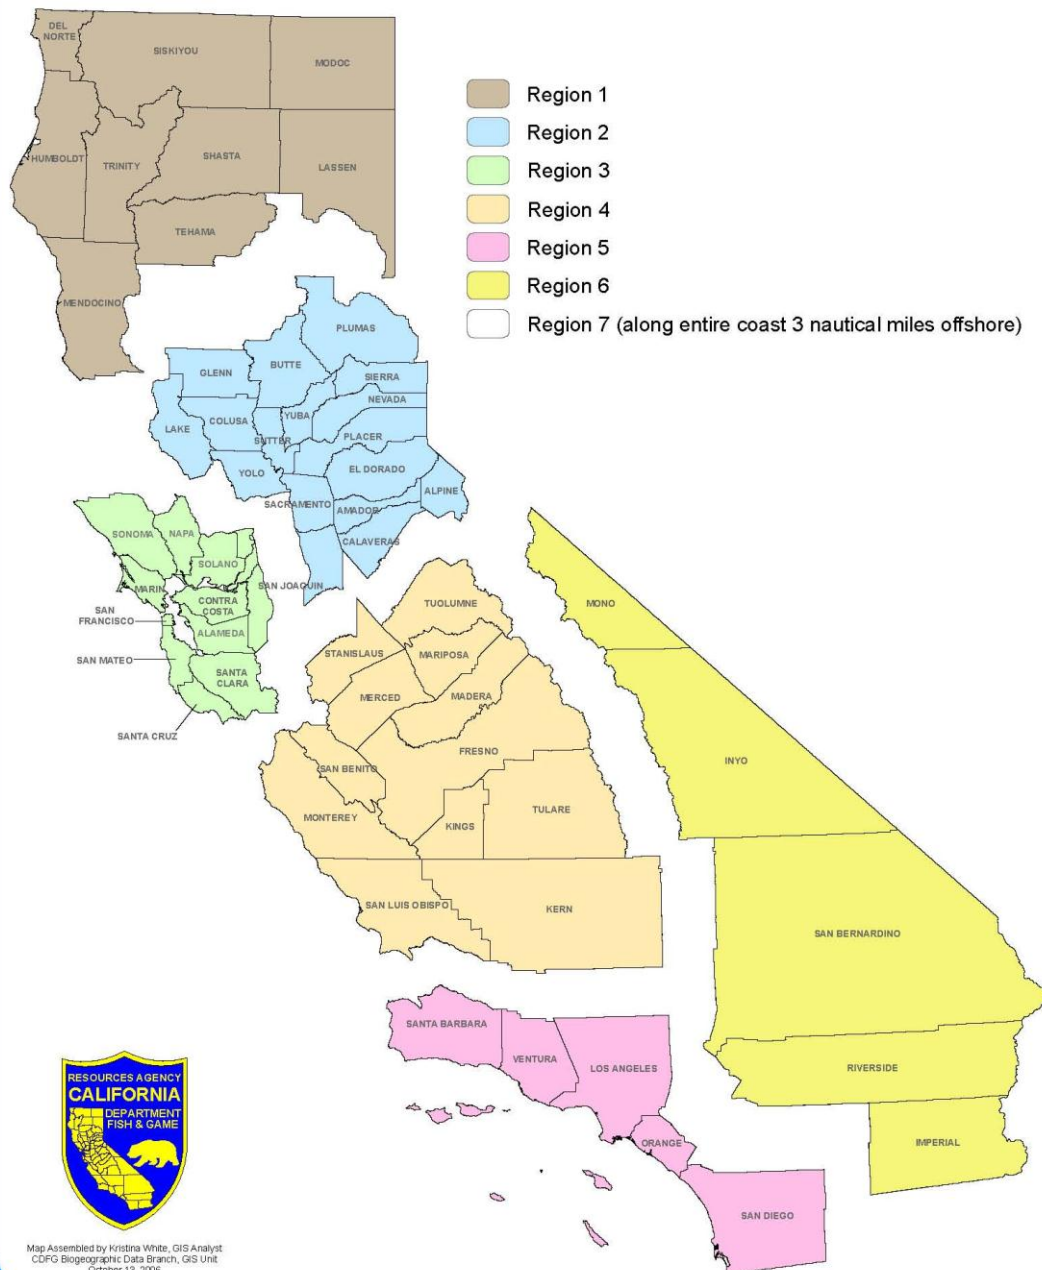 DEL
NORTE
SISKIYOU
MODOC
HUMBOLDT
TRINITY
SHASTA
LASSEN
TEHAMA
MENDOCINO
Region 1
Region 2
Region 3
Region 4
Region 5
Region 6
Region 7 (along entire coast 3 nautical miles offshore)
PLUMAS
GLENN
BUTTE
SIERRA
NEVADA
LAKE
COLUSA
YUBA
SUTTER
PLACER
YOLO
EL DORADO
ALPINE
SACRAMENTO
AMADOR
CALAVERAS
SAN JOAQUIN
SONOMA
NAPA
SOLANO
MARIN
CONTRA
COSTA
SAN
FRANCISCO
ALAMEDA
SAN MATEO
SANTA
CLARA
SANTA CRUZ
TUOLUMNE
STANISLAUS
MARIPOSA
MERCED
MADERA
FRESNO
SAN BENITO
MONTEREY
KINGS
TULARE
SAN LUIS OBISPO
KERN
MONO
INYO
SAN BERNARDINO
RIVERSIDE
IMPERIAL
SANTA BARBARA
VENTURA
LOS ANGELES
ORANGE
SAN DIEGO
RESOURCES AGENCY
CALIFORNIA
DEPARTMENT
FISH & GAME
Map Assembled by Kristina White, GIS Analyst
CDFG Biogeographic Data Branch, GIS Unit
October 13, 2006